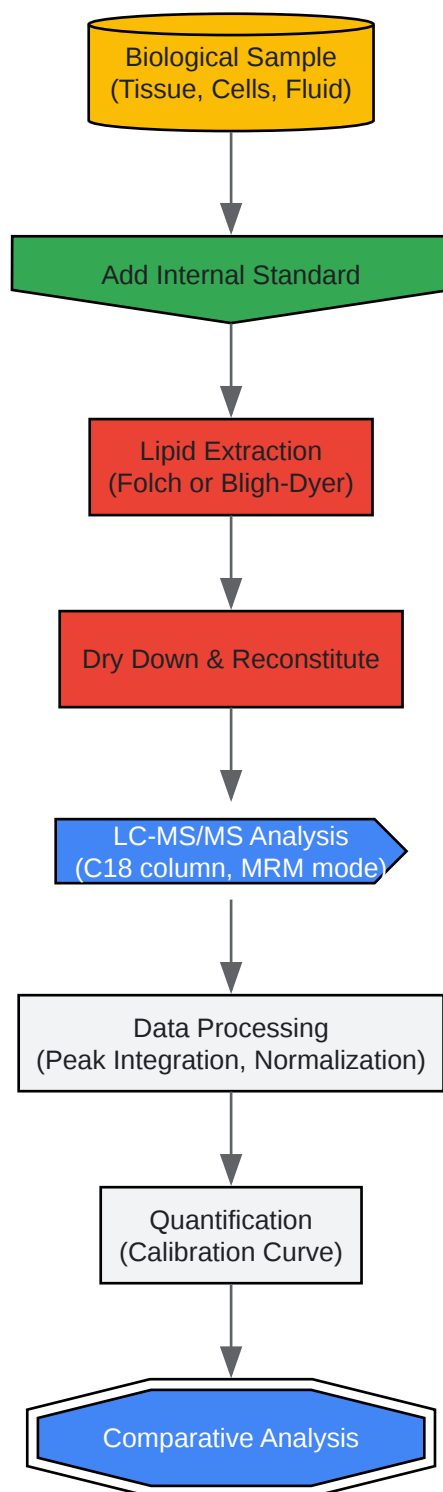 Biological Sample
(Tissue, Cells, Fluid)
Add Internal Standard
Lipid Extraction
(Folch or Bligh-Dyer)
Dry Down & Reconstitute
LC-MS/MS Analysis
(C18 column, MRM mode)
Data Processing
(Peak Integration, Normalization)
Quantification
(Calibration Curve)
Comparative Analysis